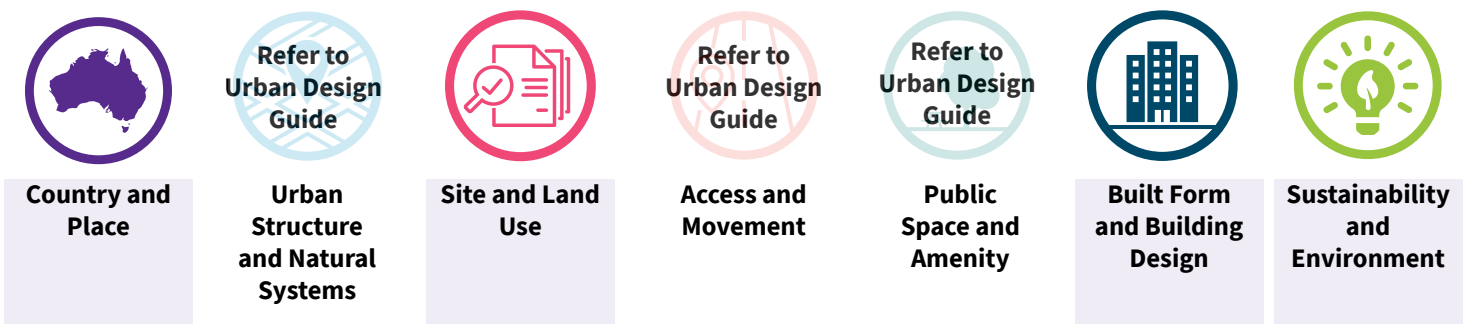 Refer to
Urban Design
Guide
Refer to
Urban Design
Guide
Refer to
Urban Design
Guide
Country and
Place
Urban
Structure
and Natural
Systems
Site and Land
Use
Access and
Movement
Public
Space and
Amenity
Built Form
and Building
Design
Sustainability
and
Environment